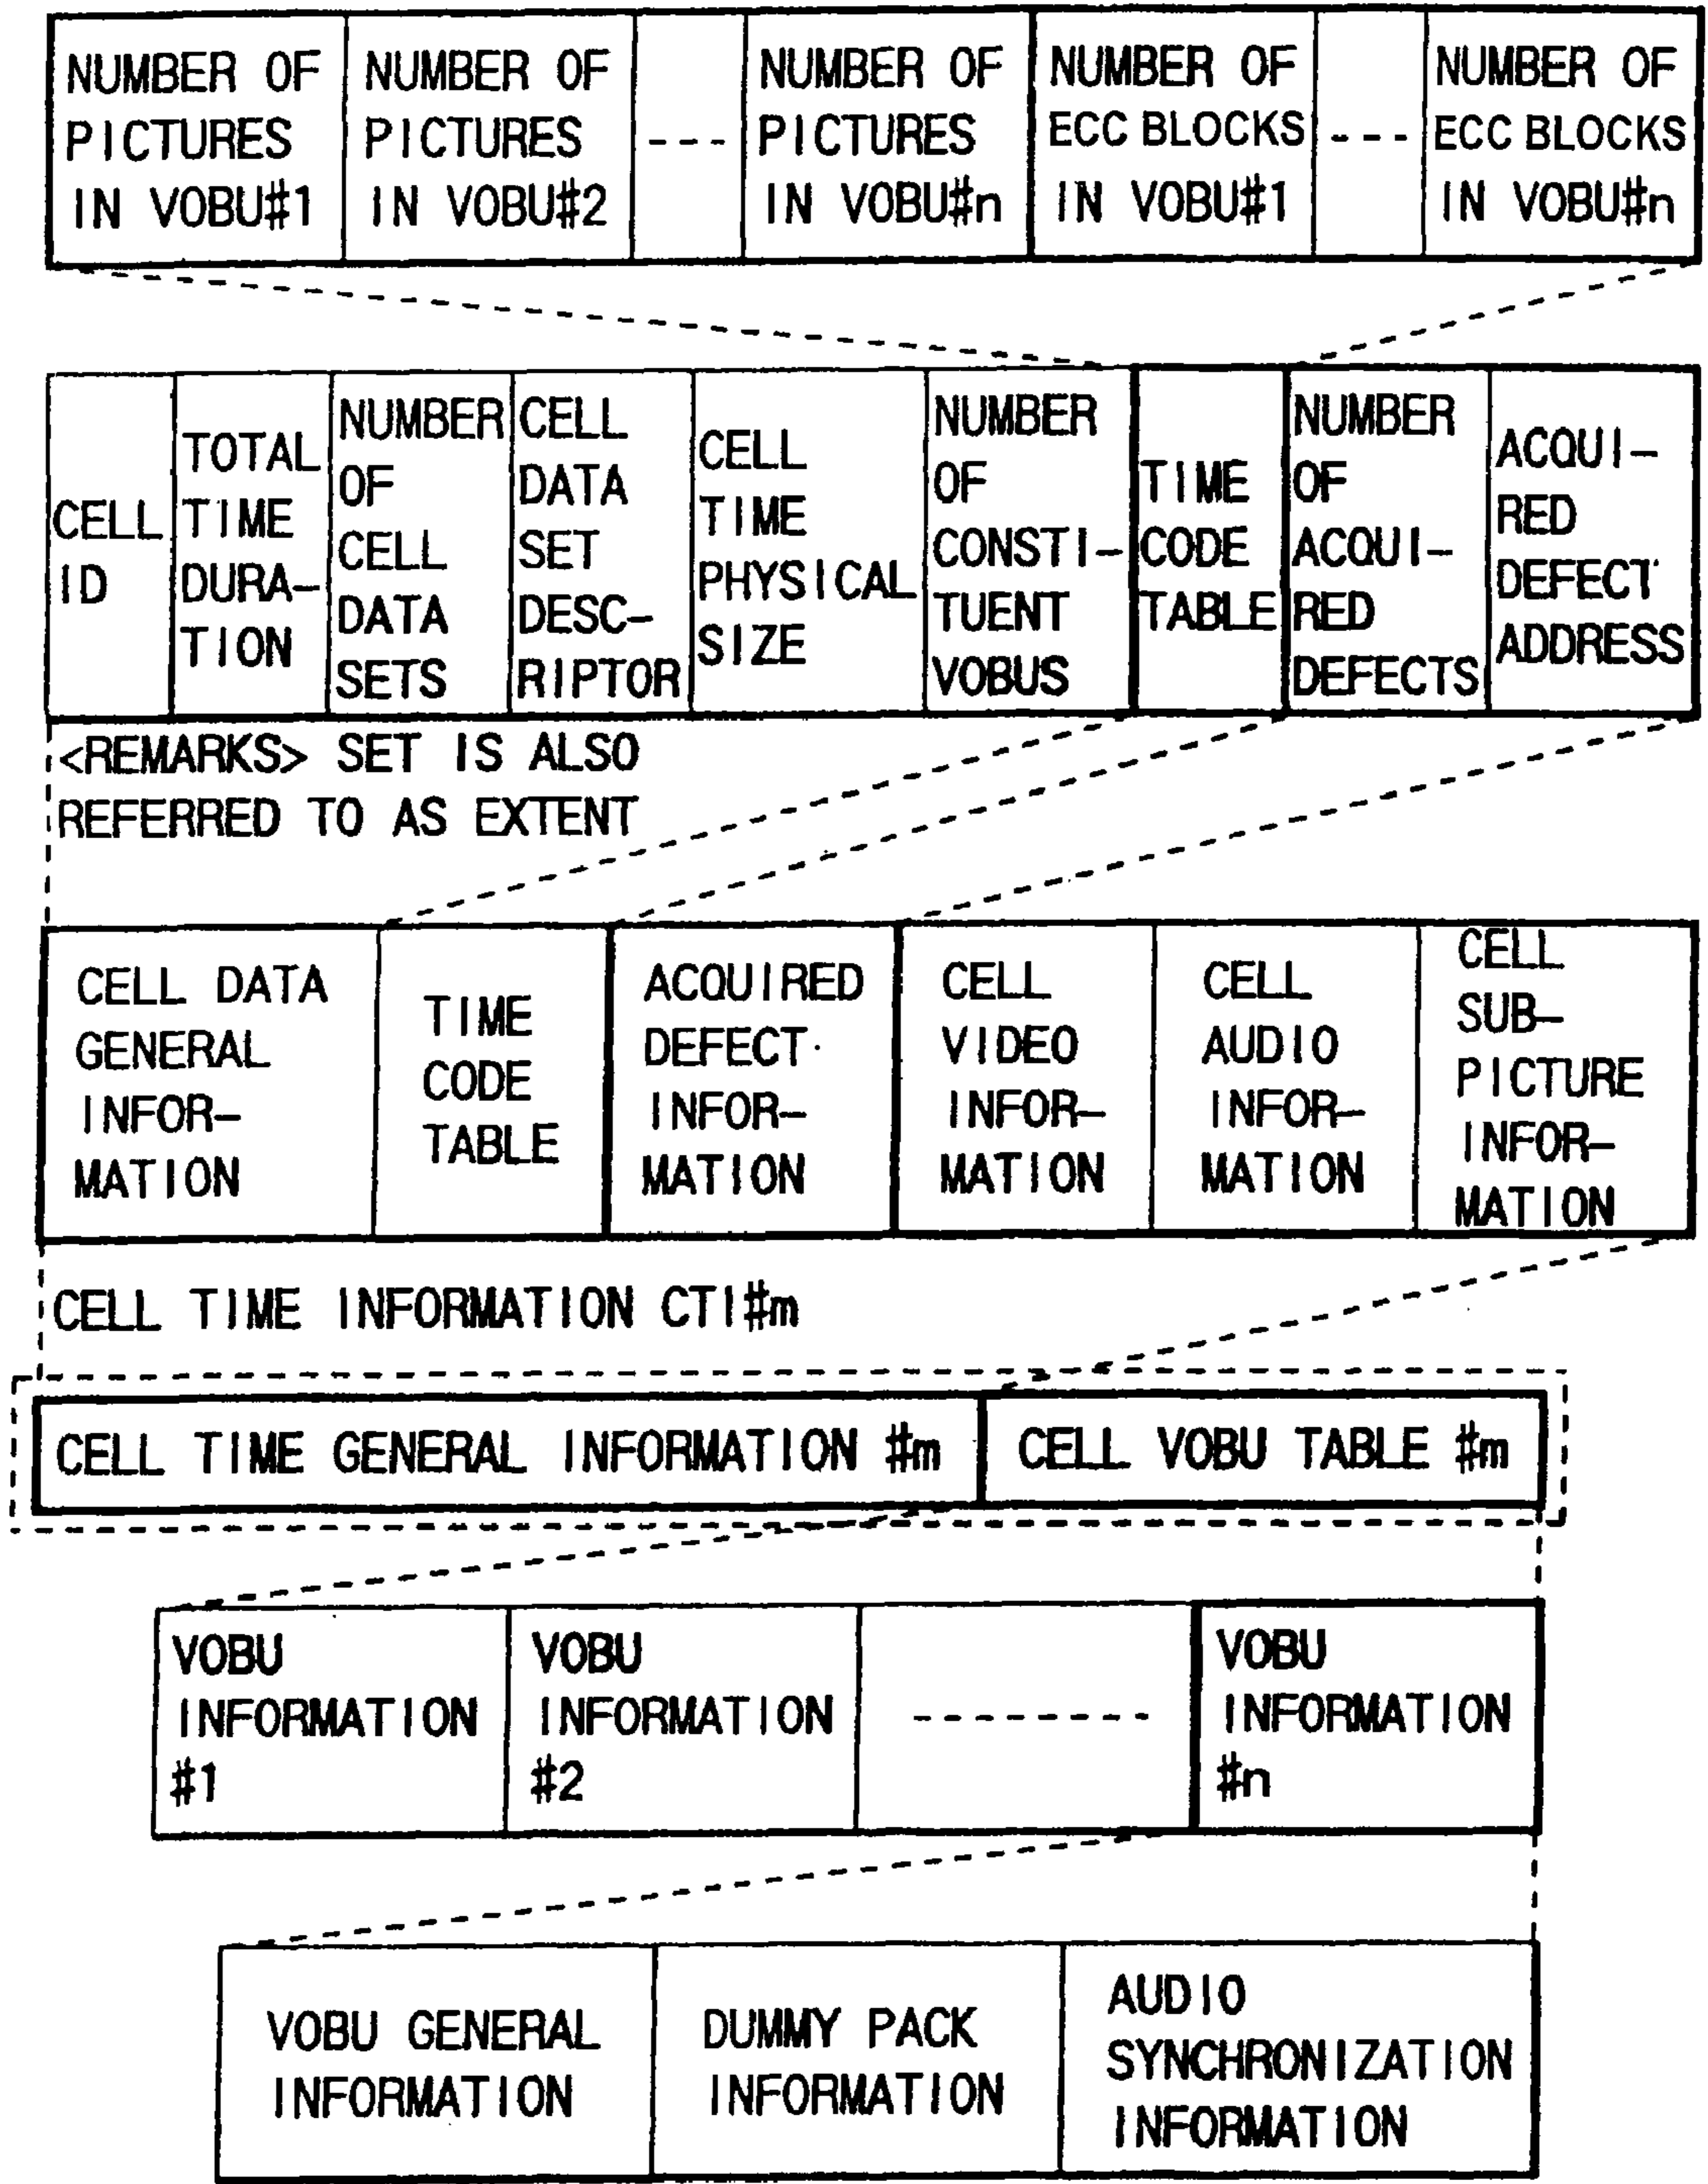 NUMBER OF
PICTURES
IN VOBU#1
NUMBER OF
PICTURES
IN VOBU#2
----
NUMBER OF
PICTURES
IN VOBU#n
NUMBER OF
ECC BLOCKS
IN VOBU#1
---
NUMBER OF
ECC BLOCKS
IN VOBU#n
CELL
ID
TOTAL
TIME
DURA-
TION
NUMBER
OF
CELL
DATA
SETS
CELL
DATA
SET
DESC-
RIPTOR
CELL
TIME
PHYSICAL
SIZE
NUMBER
OF
CONSTI-
TUENT
VOBUS
TIME
CODE
TABLE
NUMBER
OF
ACQUI-
RED
DEFECTS
ACQUI-
RED
DEFECT
ADDRESS
<REMARKS> SET IS ALSO
REFERRED TO AS EXTENT
CELL DATA
GENERAL
INFOR-
MATION
TIME
CODE
TABLE
ACQUIRED
DEFECT
INFOR-
MATION
CELL
VIDEO
INFOR-
MATION
CELL
AUDIO
INFOR-
MATION
CELL
SUB-
PICTURE
INFOR-
MATION
CELL TIME INFORMATION CTI#m
CELL TIME GENERAL INFORMATION #m
CELL VOBU TABLE #m
VOBU
INFORMATION
#1
VOBU
INFORMATION
#2
---------
VOBU
INFORMATION
#n
VOBU GENERAL
INFORMATION
DUMMY PACK
INFORMATION
AUDIO
SYNCHRONIZATION
INFORMATION